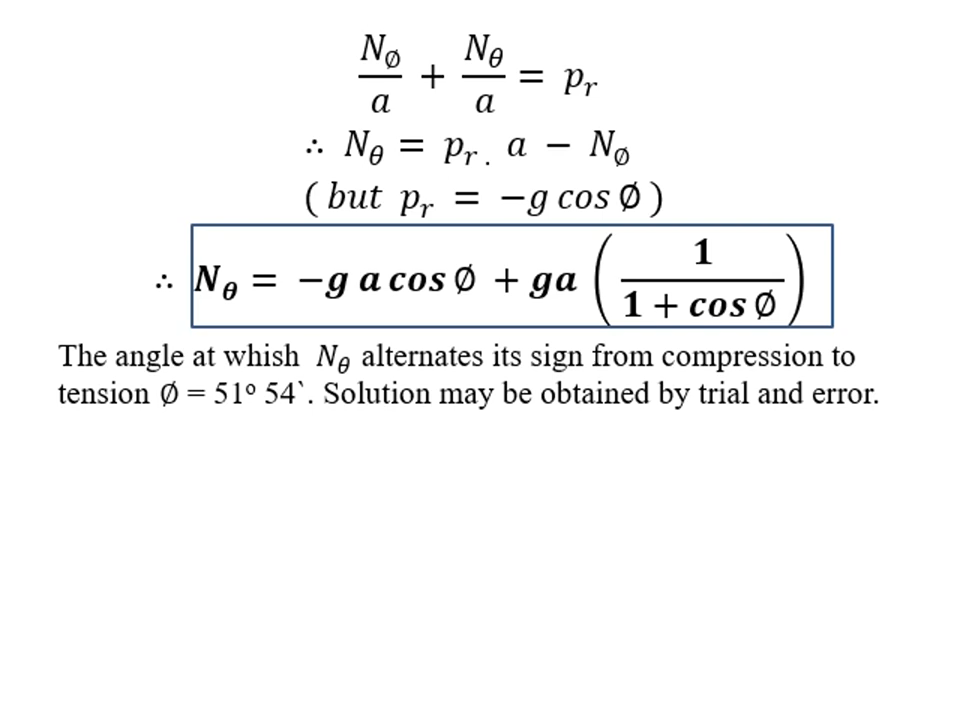 N∅/a + Nθ/a = pᵣ
∴ Nθ = pᵣ . a − N∅
( but pᵣ = −g cos ∅ )
∴ Nθ = −g a cos ∅ + ga (1/(1 + cos ∅))
The angle at whish Nθ alternates its sign from compression to
tension ∅ = 51º 54`. Solution may be obtained by trial and error.